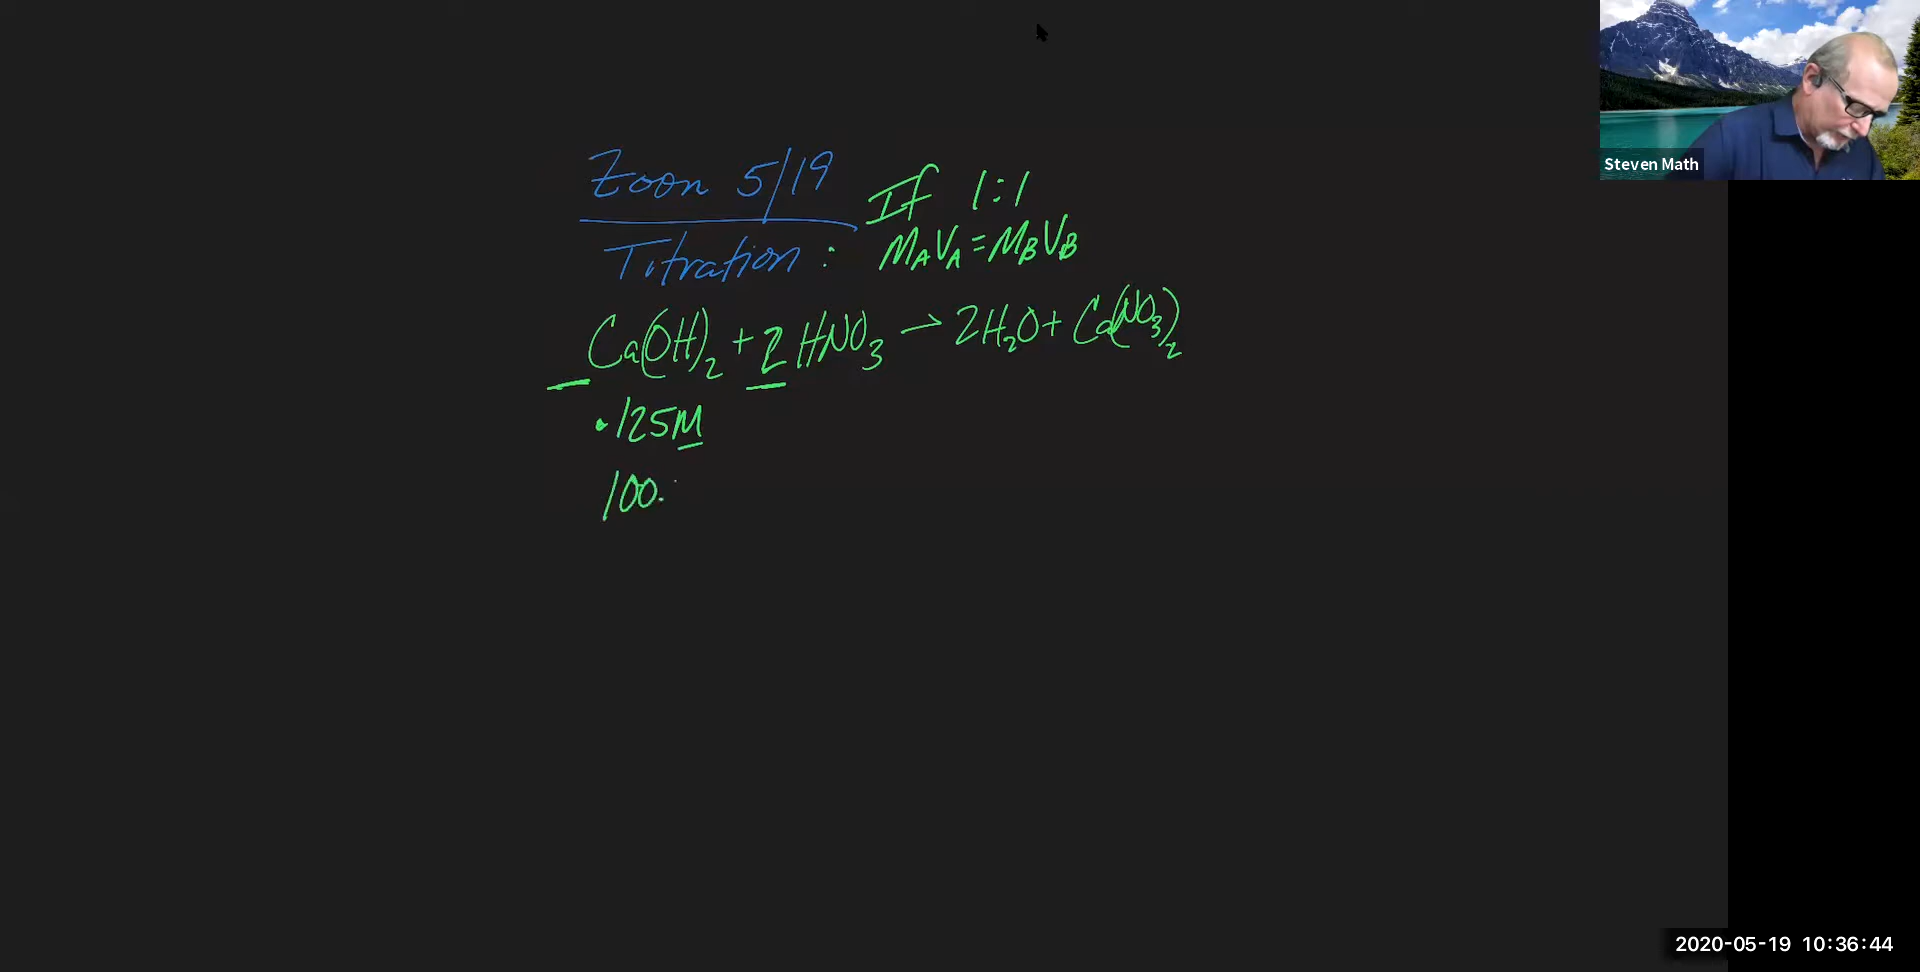 Zoom 5/19
If 1:1
Titration :
MAVA = MBVB
Ca(OH)2 + 2 HNO3 → 2H2O + Ca(NO3)2
.125M
100.
Steven Math
2020-05-19 10:36:44